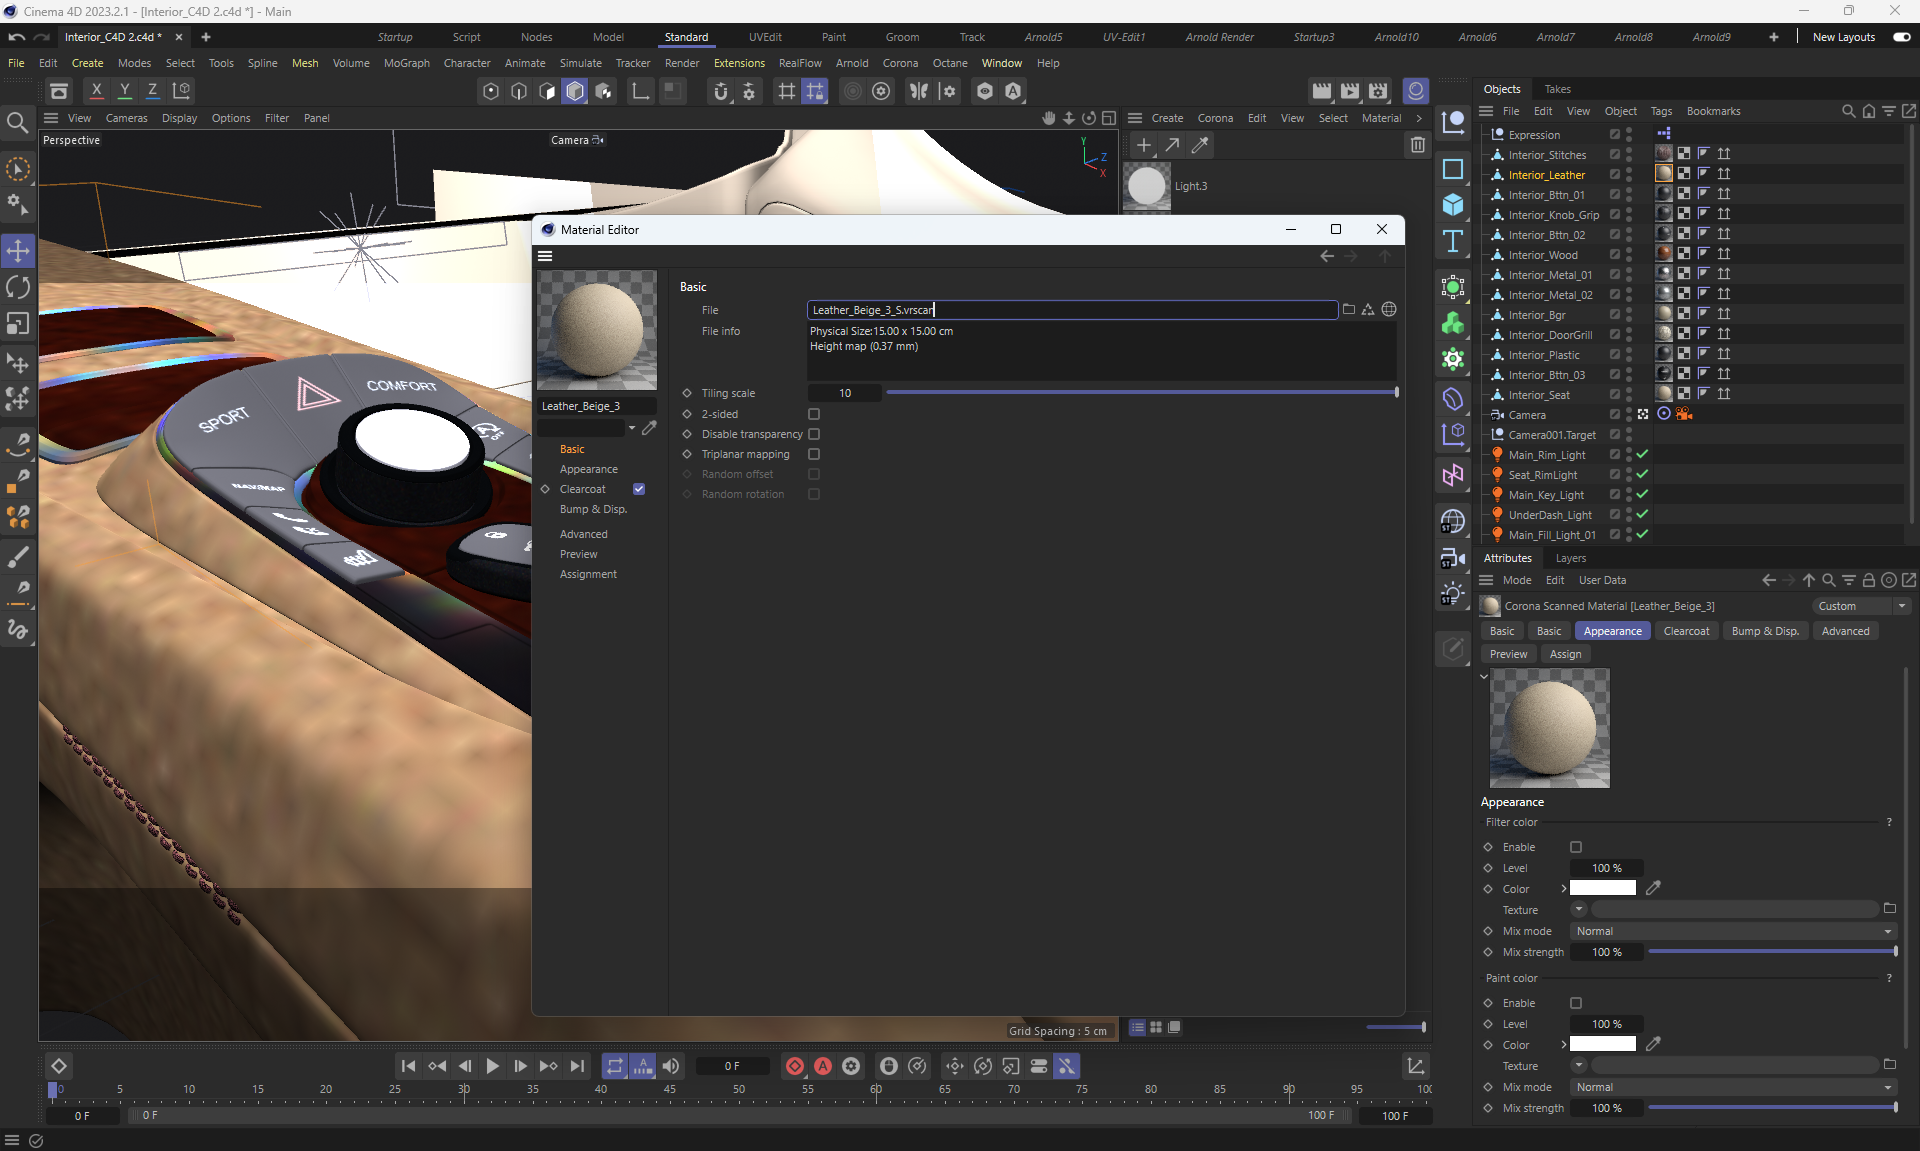 Cinema 4D 2023.2.1 - [Interior_C4D 2.c4d *] - Main
Interior_C4D 2.c4d *
Startup Script Nodes Model Standard UVEdit Paint Groom Track Arnold5 UV-Edit1 Arnold Render Startup3 Arnold10 Arnold6 Arnold7 Arnold8 Arnold9 New Layouts
File Edit Create Modes Select Tools Spline Mesh Volume MoGraph Character Animate Simulate Tracker Render Extensions RealFlow Arnold Corona Octane Window Help
X Y Z
View Cameras Display Options Filter Panel
Perspective
Camera
Y
Z
X
SPORT
COMFORT
OFF
NAV/MAP
Grid Spacing : 5 cm
Create Corona Edit View Select Material
Light.3
Material Editor
Leather_Beige_3
Basic
Appearance
Clearcoat
Bump & Disp.
Advanced
Preview
Assignment
Basic
File Leather_Beige_3_S.vrscan
File info Physical Size:15.00 x 15.00 cm
Height map (0.37 mm)
Tiling scale 10
2-sided
Disable transparency
Triplanar mapping
Random offset
Random rotation
ST
ST
ST
Objects Takes
File Edit View Object Tags Bookmarks
Expression
Interior_Stitches
Interior_Leather
Interior_Bttn_01
Interior_Knob_Grip
Interior_Bttn_02
Interior_Wood
Interior_Metal_01
Interior_Metal_02
Interior_Bgr
Interior_DoorGrill
Interior_Plastic
Interior_Bttn_03
Interior_Seat
Camera
Camera001.Target
Main_Rim_Light
Seat_RimLight
Main_Key_Light
UnderDash_Light
Main_Fill_Light_01
Attributes Layers
Mode Edit User Data
Corona Scanned Material [Leather_Beige_3] Custom
Basic Basic Appearance Clearcoat Bump & Disp. Advanced
Preview Assign
Appearance
Filter color ?
Enable
Level 100 %
Color
Texture
Mix mode Normal
Mix strength 100 %
Paint color ?
Enable
Level 100 %
Color
Texture
Mix mode Normal
Mix strength 100 %
0 F
0 5 10 15 20 25 30 35 40 45 50 55 60 65 70 75 80 85 90 95 100
0 F 0 F 100 F 100 F